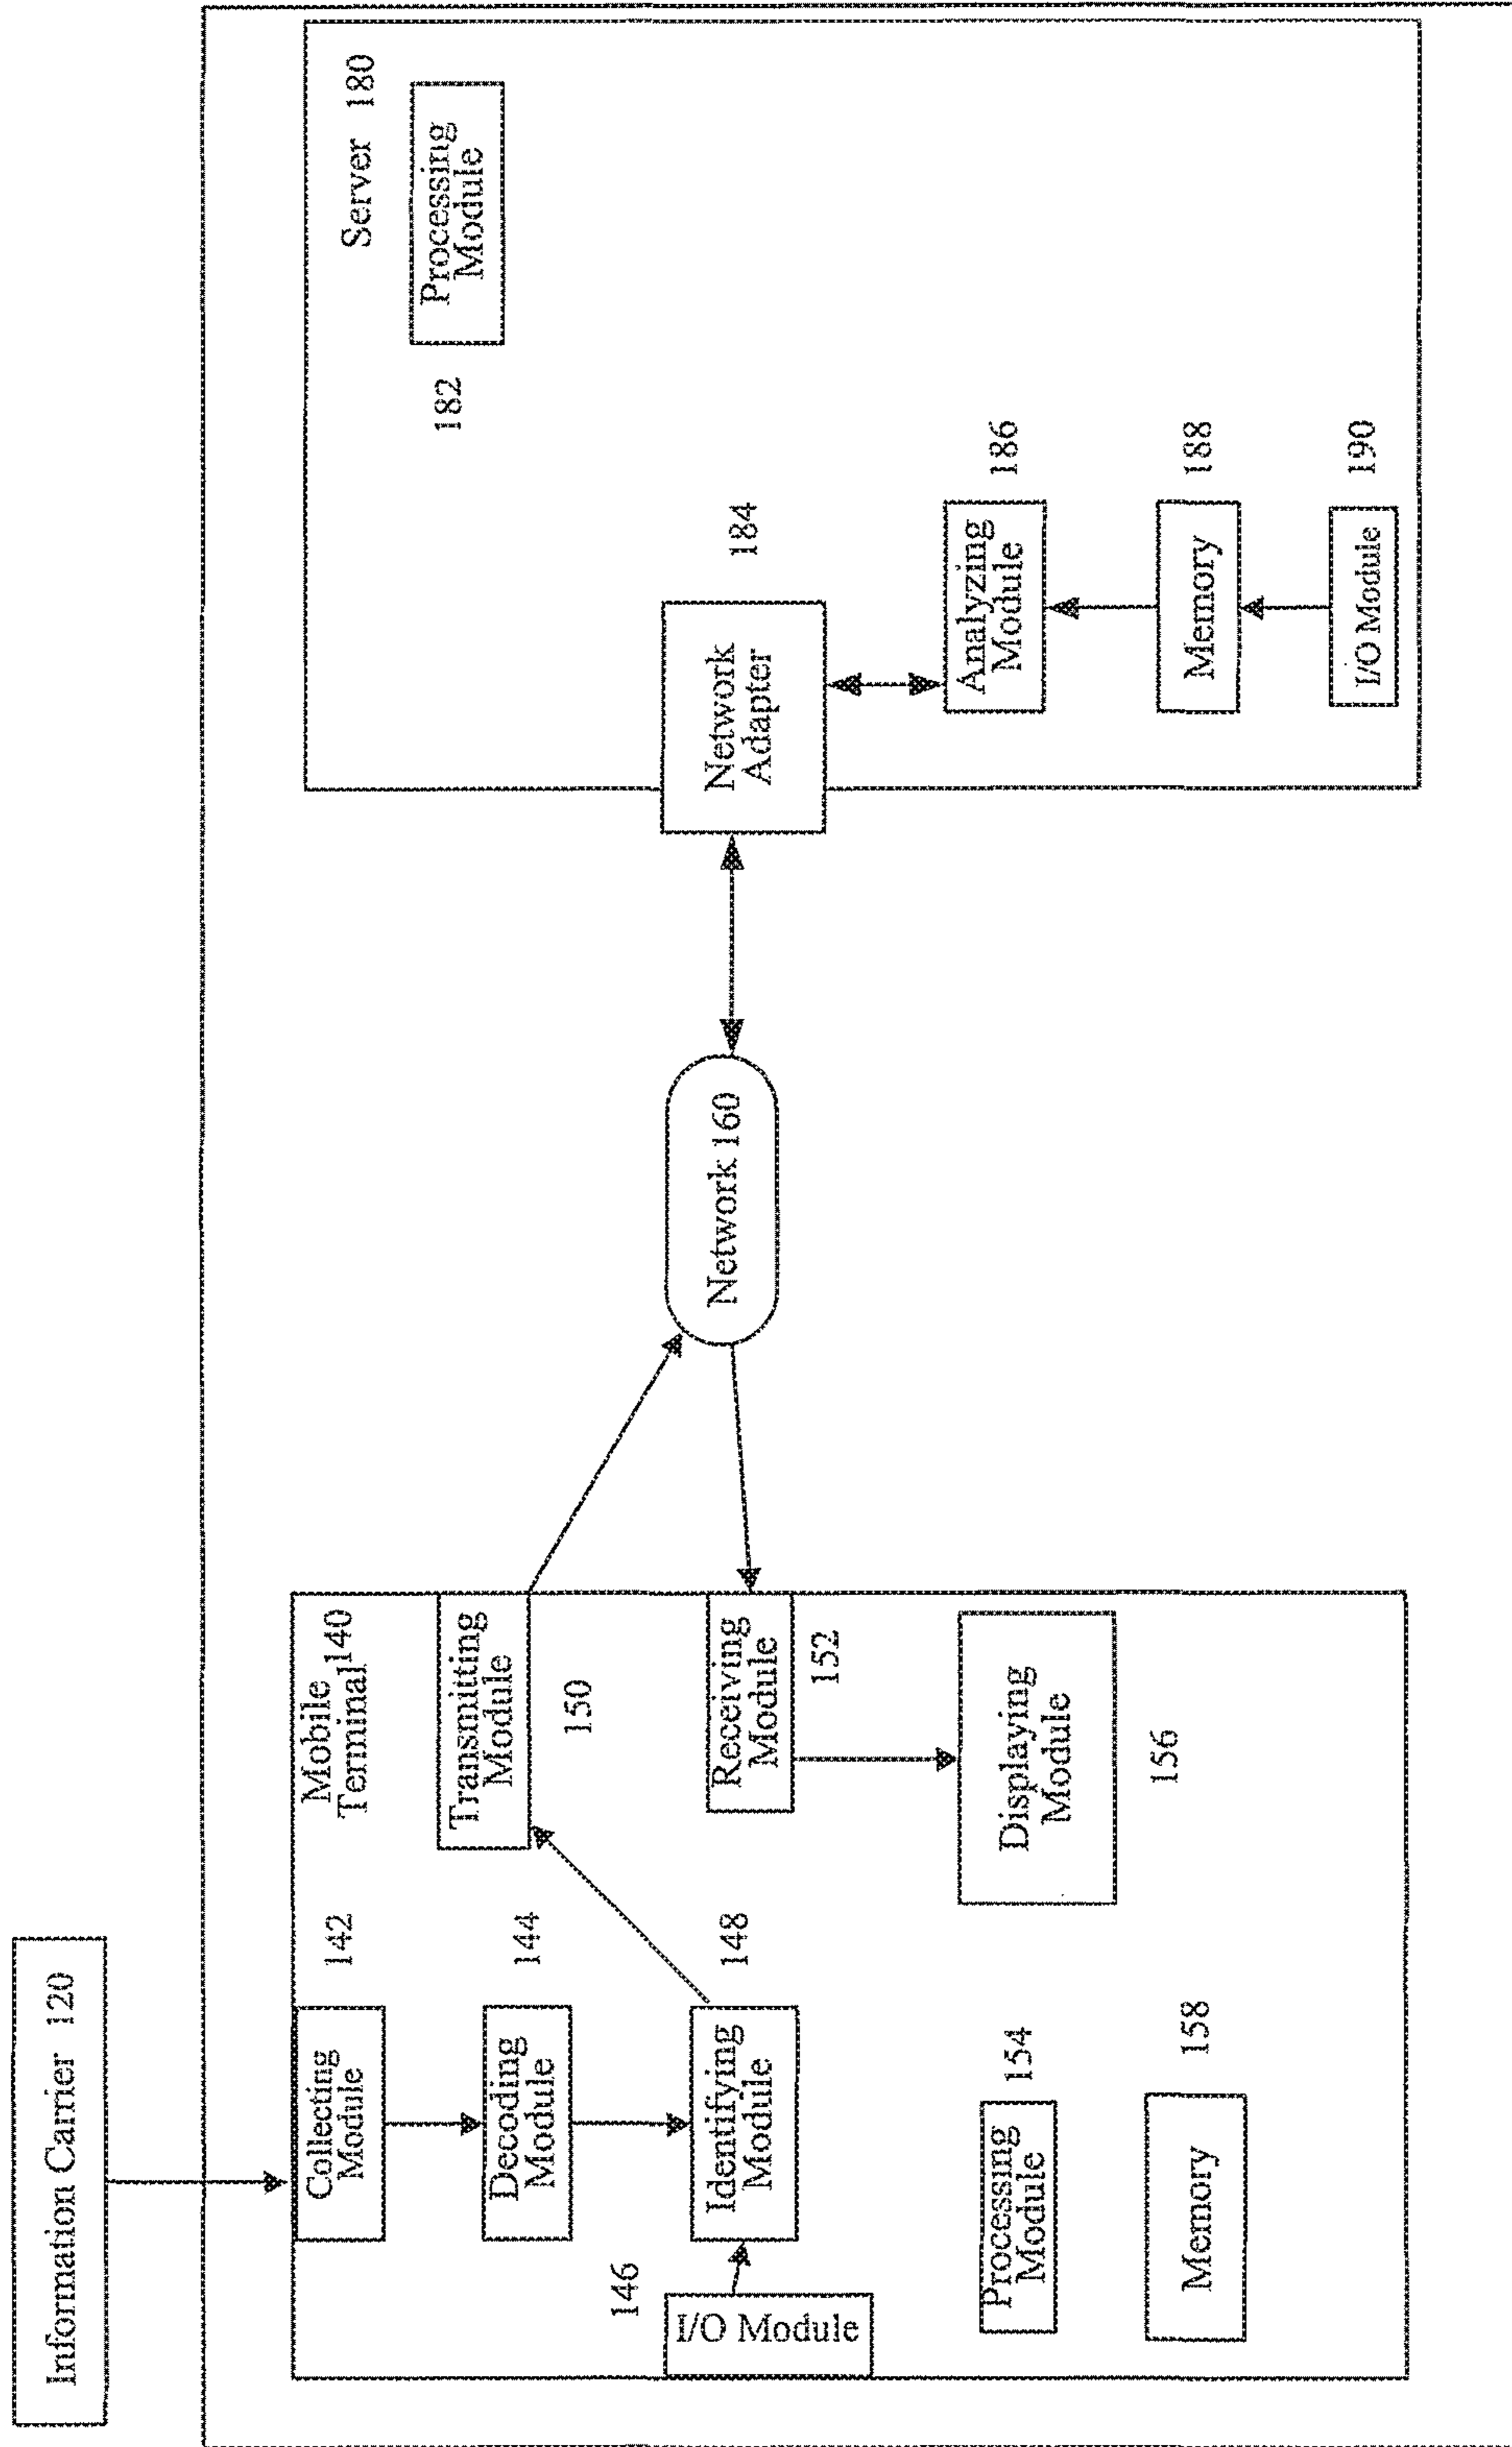 Information Carrier 120
Mobile
Terminal 140
Collecting
Module
142
Decoding
Module
144
146
I/O Module
Identifying
Module
148
Transmitting
Module
150
Receiving
Module
152
Processing
Module
154
Displaying
Module
156
Memory
158
Network 160
Server 180
Processing
Module
182
Network
Adapter
184
Analyzing
Module
186
Memory
188
I/O Module
190